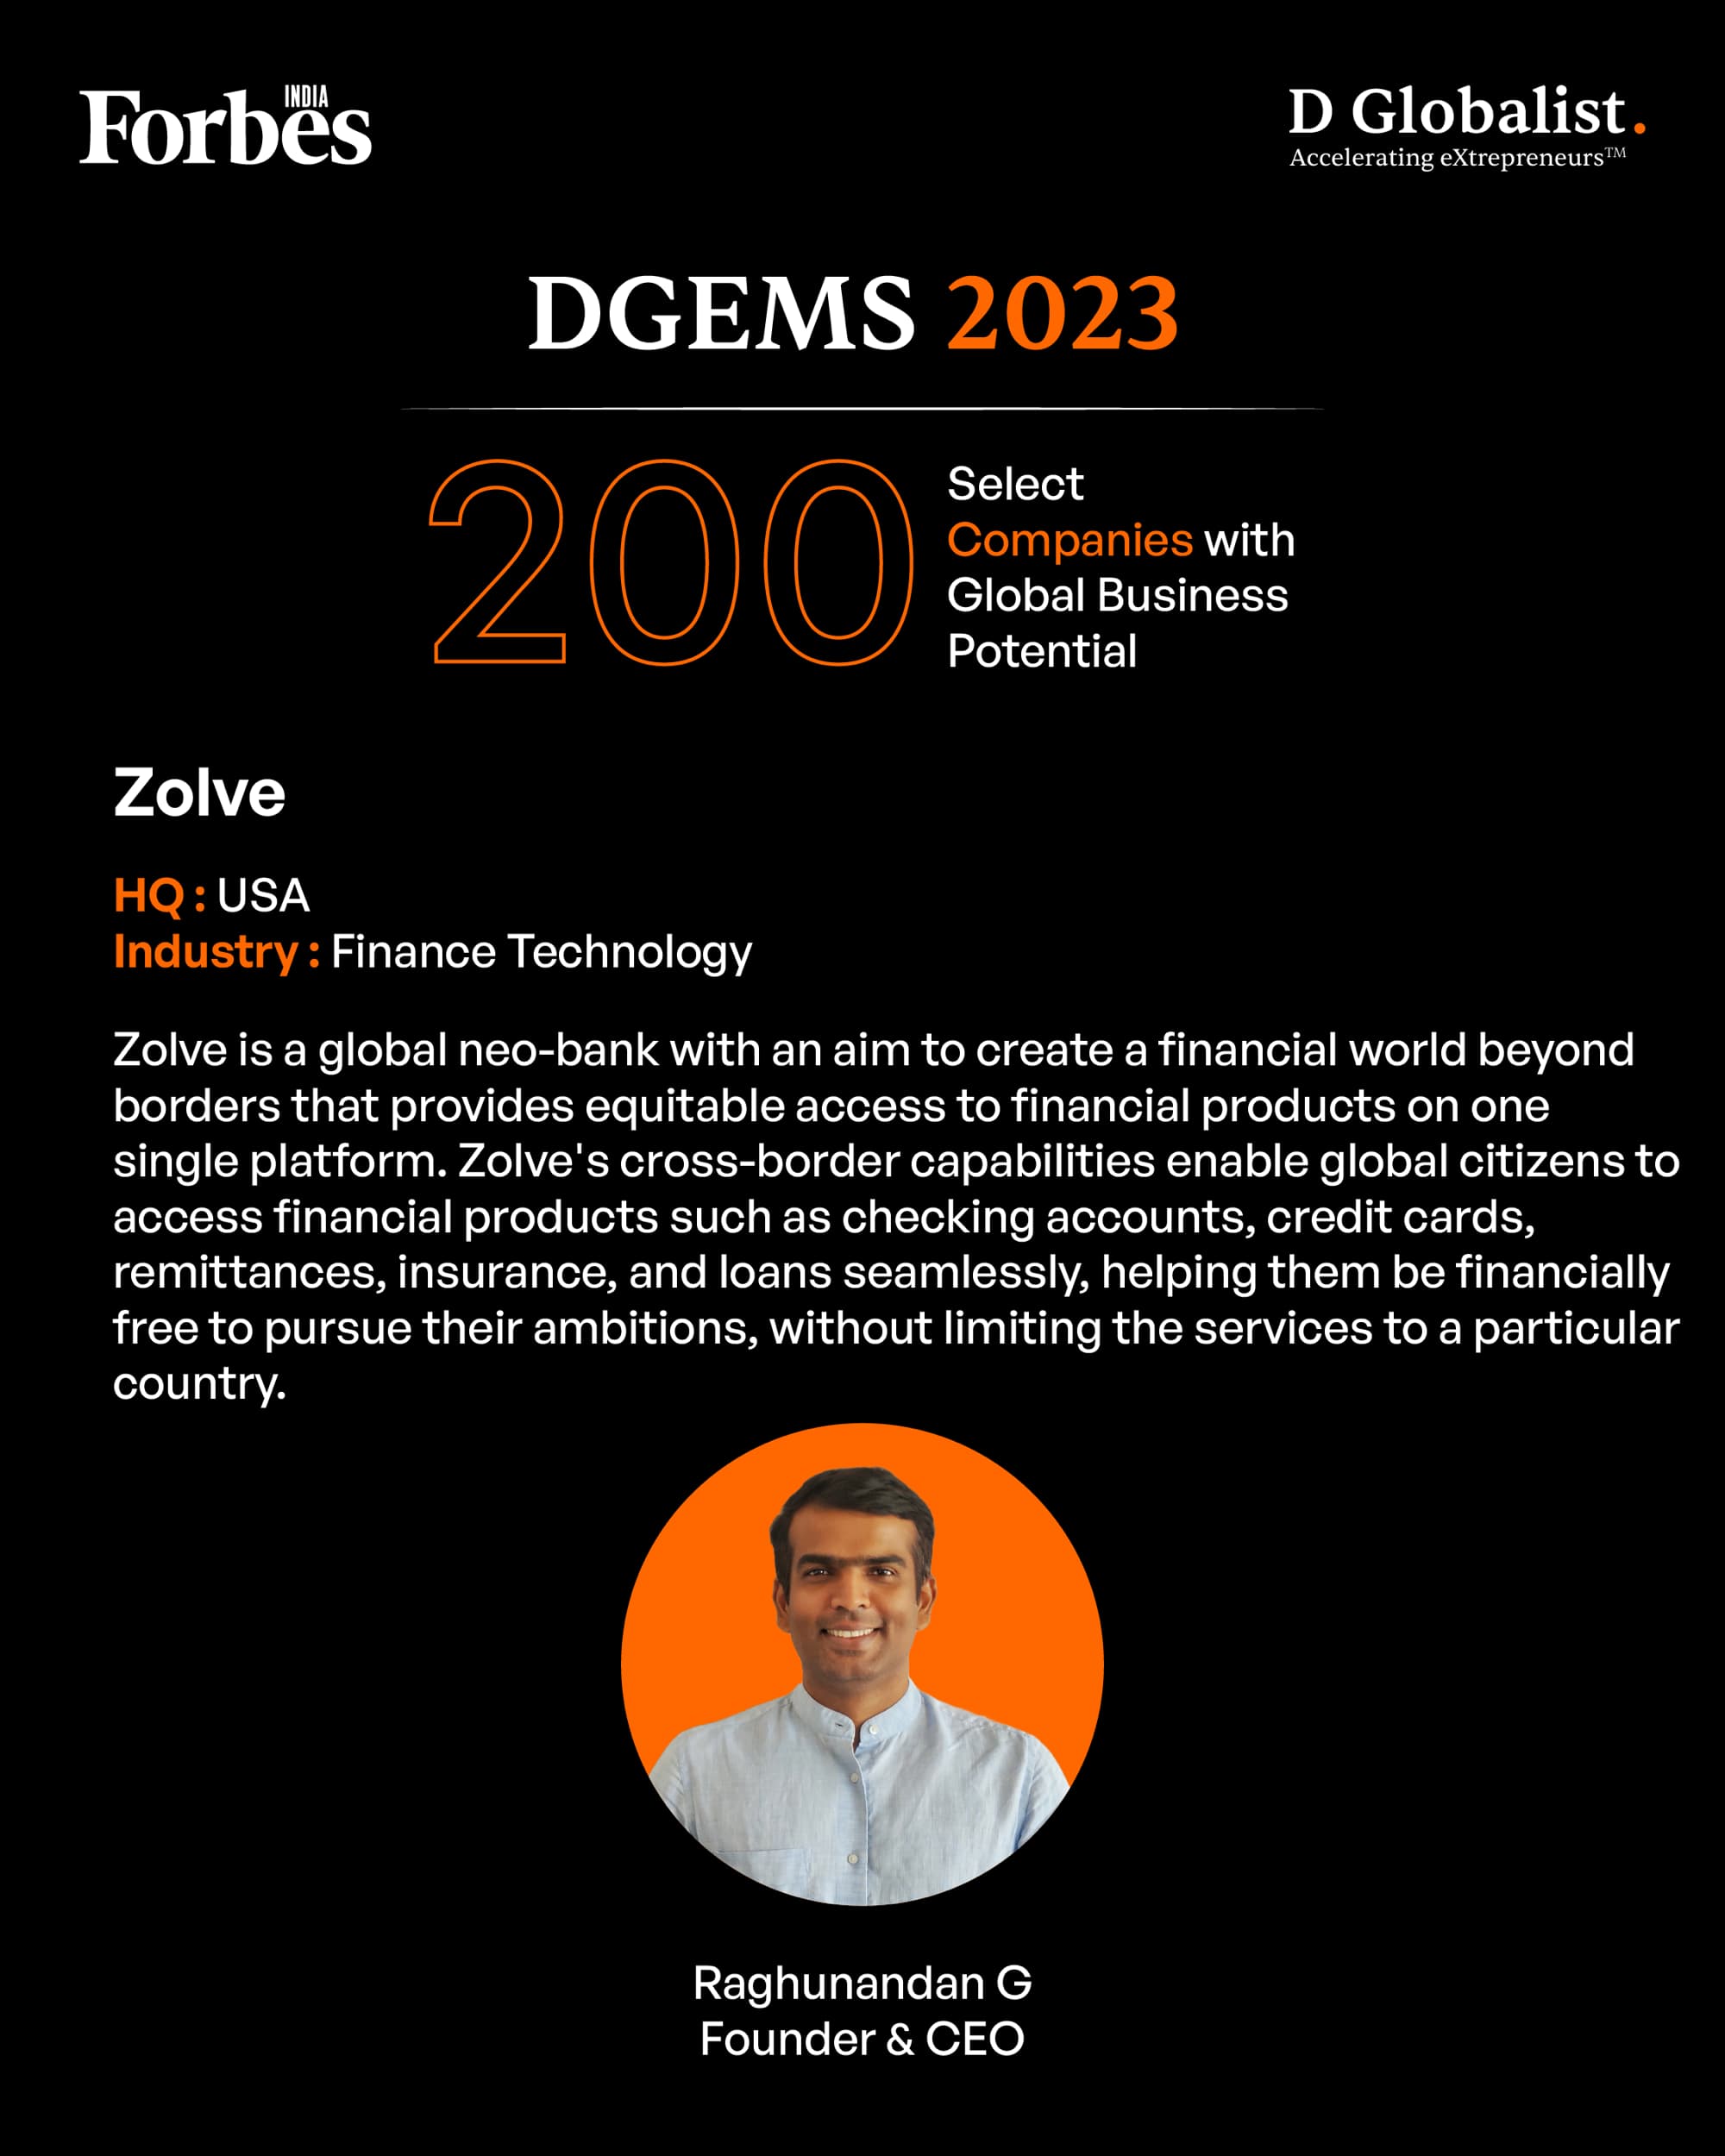 Forbes INDIA
D Globalist.
Accelerating eXtrepreneurs™
DGEMS 2023
200
Select
Companies with
Global Business
Potential
Zolve
HQ : USA
Industry : Finance Technology
Zolve is a global neo-bank with an aim to create a financial world beyond
borders that provides equitable access to financial products on one
single platform. Zolve's cross-border capabilities enable global citizens to
access financial products such as checking accounts, credit cards,
remittances, insurance, and loans seamlessly, helping them be financially
free to pursue their ambitions, without limiting the services to a particular
country.
Raghunandan G
Founder & CEO